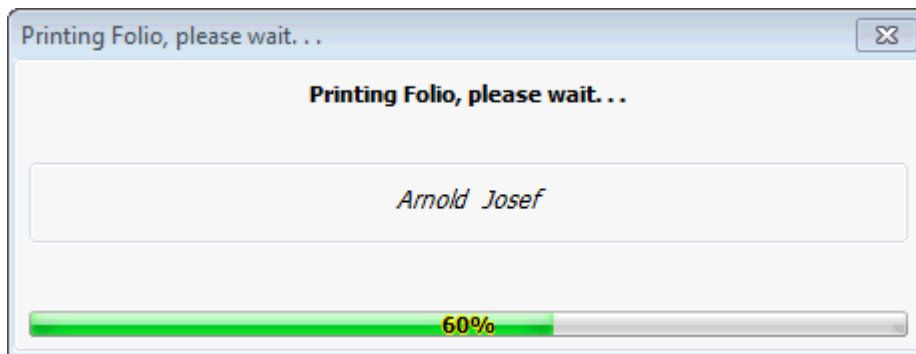 Printing Folio, please wait. . .
Printing Folio, please wait. . .
Arnold Josef
60%